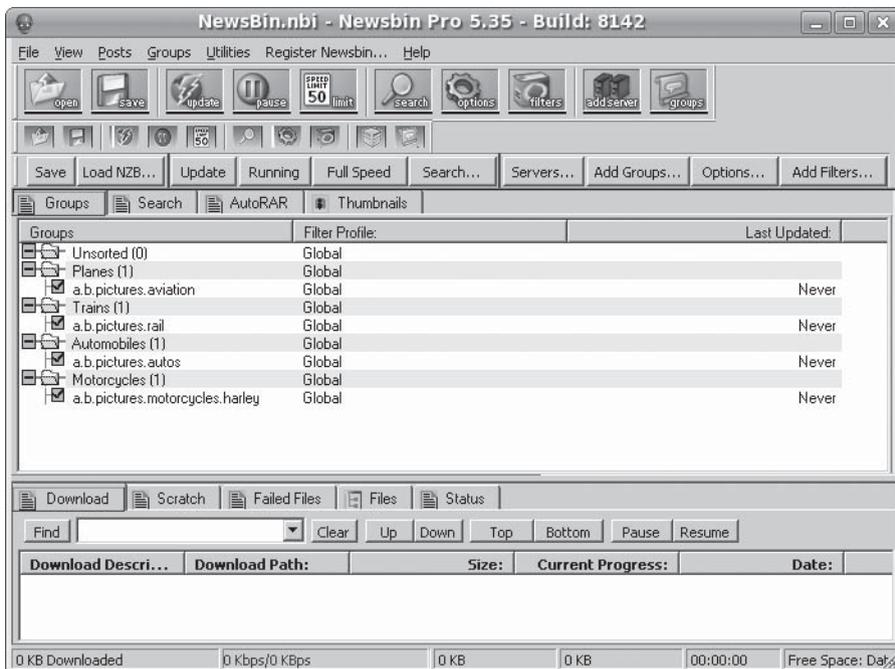 NewsBin.nbi - Newsbin Pro 5.35 - Build: 8142
File View Posts Groups Utilities Register Newsbin... Help
open save update pause SPEED LIMIT 50 limit search options filters addserver groups
SPEED 50
Save Load NZB... Update Running Full Speed Search... Servers... Add Groups... Options... Add Filters...
Groups Search AutoRAR Thumbnails
Groups Filter Profile: Last Updated:
Unsorted (0) Global
Planes (1) Global
a.b.pictures.aviation Global Never
Trains (1) Global
a.b.pictures.rail Global Never
Automobiles (1) Global
a.b.pictures.autos Global Never
Motorcycles (1) Global
a.b.pictures.motorcycles.harley Global Never
Download Scratch Failed Files Files Status
Find Clear Up Down Top Bottom Pause Resume
Download Descri... Download Path: Size: Current Progress: Date:
0 KB Downloaded 0 Kbps/0 KBps 0 KB 0 KB 00:00:00 Free Space: Dat